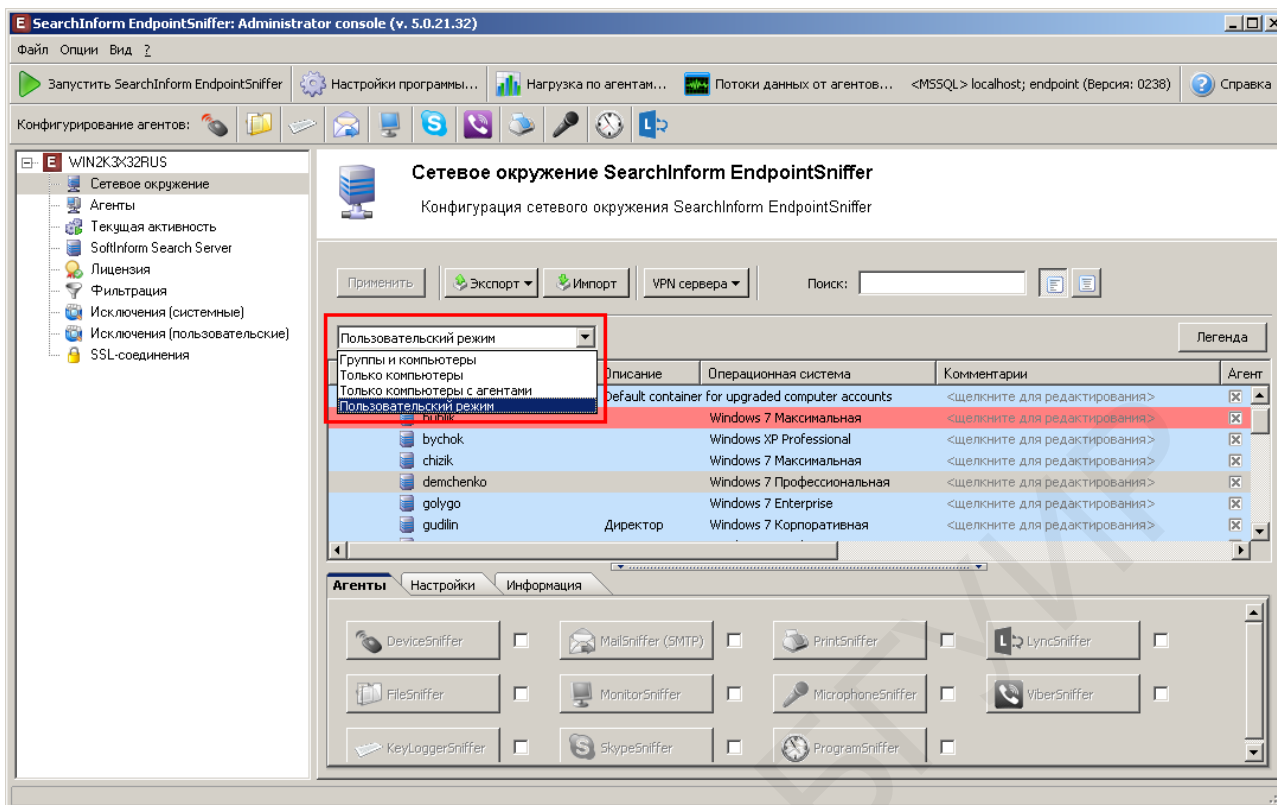 SearchInform EndpointSniffer: Administrator console (v. 5.0.21.32)
Файл Опции Вид ?
Запустить SearchInform EndpointSniffer Настройки программы... Нагрузка по агентам... Потоки данных от агентов... <MSSQL> localhost; endpoint (Версия: 0238) Справка
Конфигурирование агентов:
WIN2K3X32RUS
Сетевое окружение
Агенты
Текущая активность
SoftInform Search Server
Лицензия
Фильтрация
Исключения (системные)
Исключения (пользовательские)
SSL-соединения
Сетевое окружение SearchInform EndpointSniffer
Конфигурация сетевого окружения SearchInform EndpointSniffer
Применить Экспорт Импорт VPN сервера Поиск:
Пользовательский режим Легенда
Группы и компьютеры
Только компьютеры
Только компьютеры с агентами
Пользовательский режим
Описание Операционная система Комментарии Агент
Default container for upgraded computer accounts <щелкните для редактирования>
bublik Windows 7 Максимальная <щелкните для редактирования>
bychok Windows XP Professional <щелкните для редактирования>
chizik Windows 7 Максимальная <щелкните для редактирования>
demchenko Windows 7 Профессиональная <щелкните для редактирования>
golygo Windows 7 Enterprise <щелкните для редактирования>
gudilin Директор Windows 7 Корпоративная <щелкните для редактирования>
Агенты Настройки Информация
DeviceSniffer MailSniffer (SMTP) PrintSniffer LyncSniffer
FileSniffer MonitorSniffer MicrophoneSniffer ViberSniffer
KeyLoggerSniffer SkypeSniffer ProgramSniffer
БГУИР